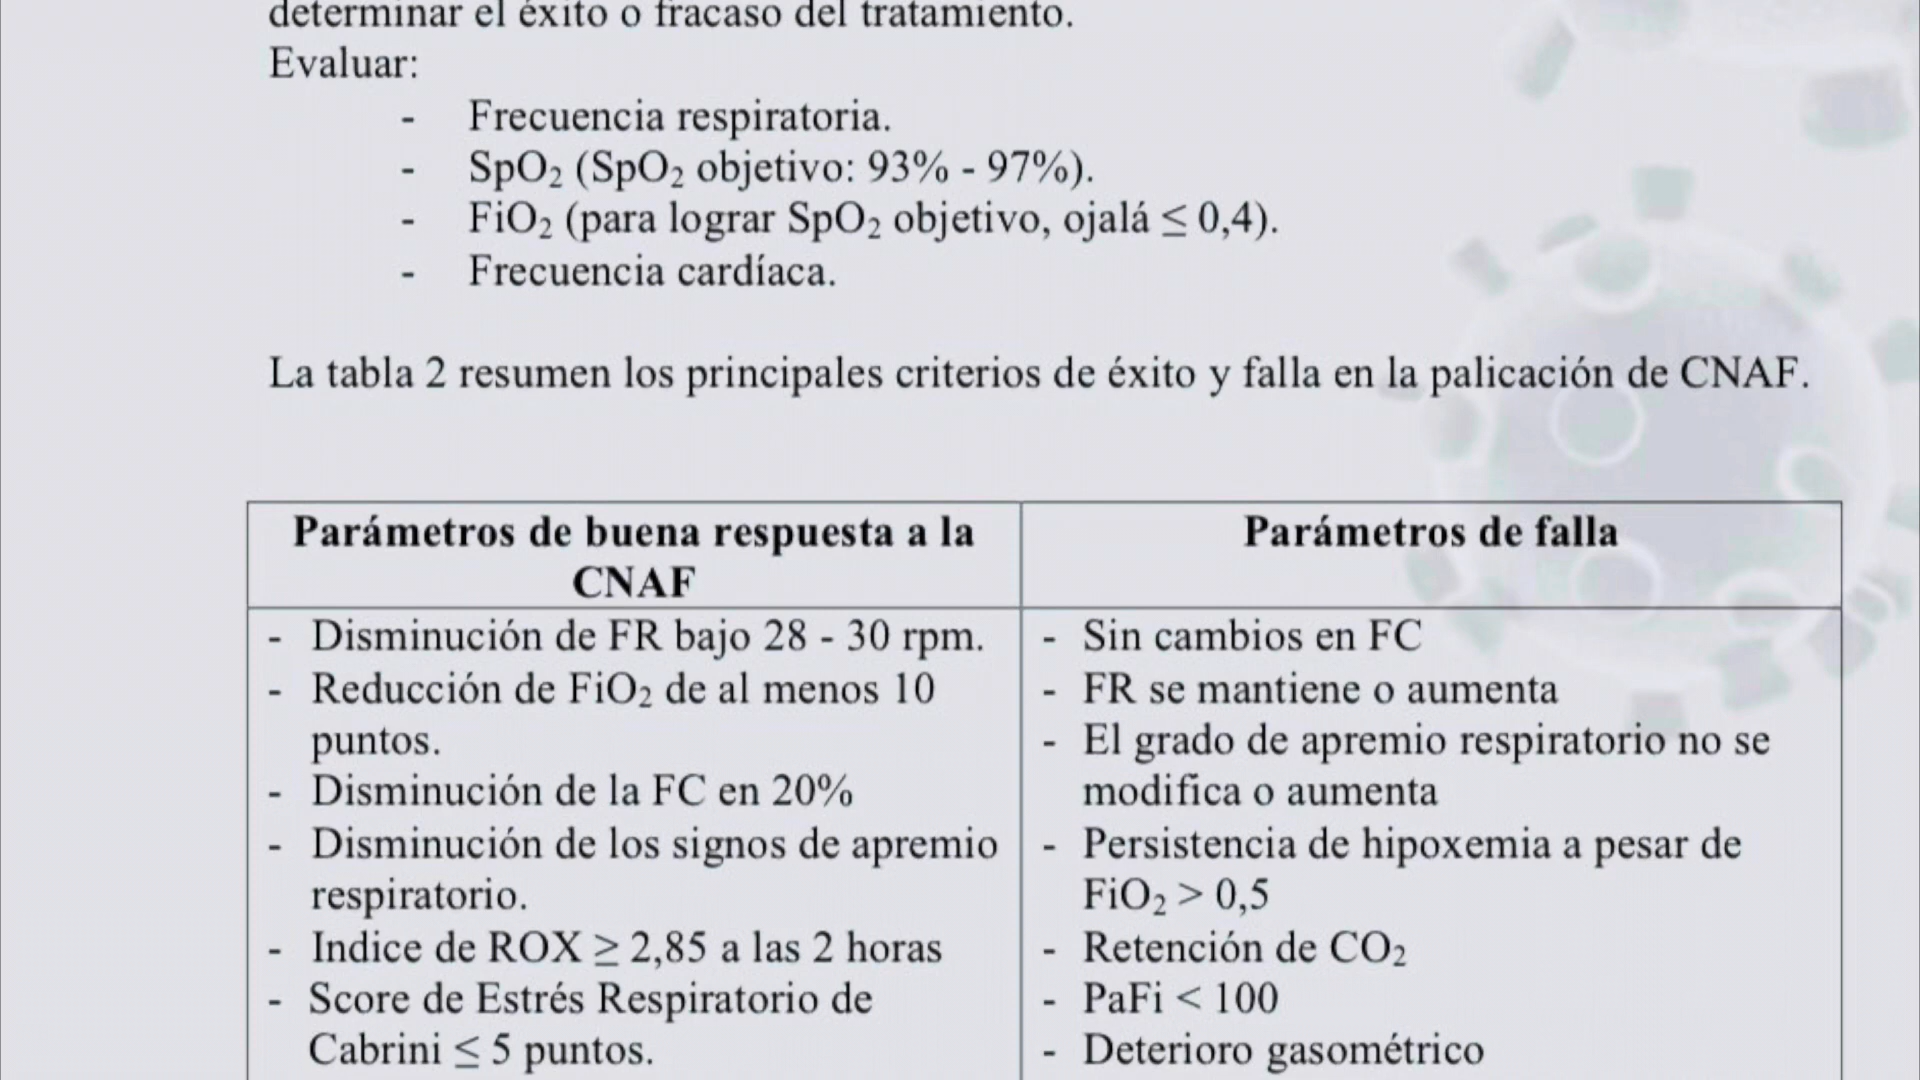 determinar el éxito o fracaso del tratamiento.
Evaluar:
- Frecuencia respiratoria.
- SpO₂ (SpO₂ objetivo: 93% - 97%).
- FiO₂ (para lograr SpO₂ objetivo, ojalá ≤ 0,4).
- Frecuencia cardíaca.
La tabla 2 resumen los principales criterios de éxito y falla en la palicación de CNAF.
Parámetros de buena respuesta a la
CNAF
- Disminución de FR bajo 28 - 30 rpm.
- Reducción de FiO₂ de al menos 10
puntos.
- Disminución de la FC en 20%
- Disminución de los signos de apremio
respiratorio.
- Indice de ROX ≥ 2,85 a las 2 horas
- Score de Estrés Respiratorio de
Cabrini ≤ 5 puntos.
Parámetros de falla
- Sin cambios en FC
- FR se mantiene o aumenta
- El grado de apremio respiratorio no se
modifica o aumenta
- Persistencia de hipoxemia a pesar de
FiO₂ > 0,5
- Retención de CO₂
- PaFi < 100
- Deterioro gasométrico